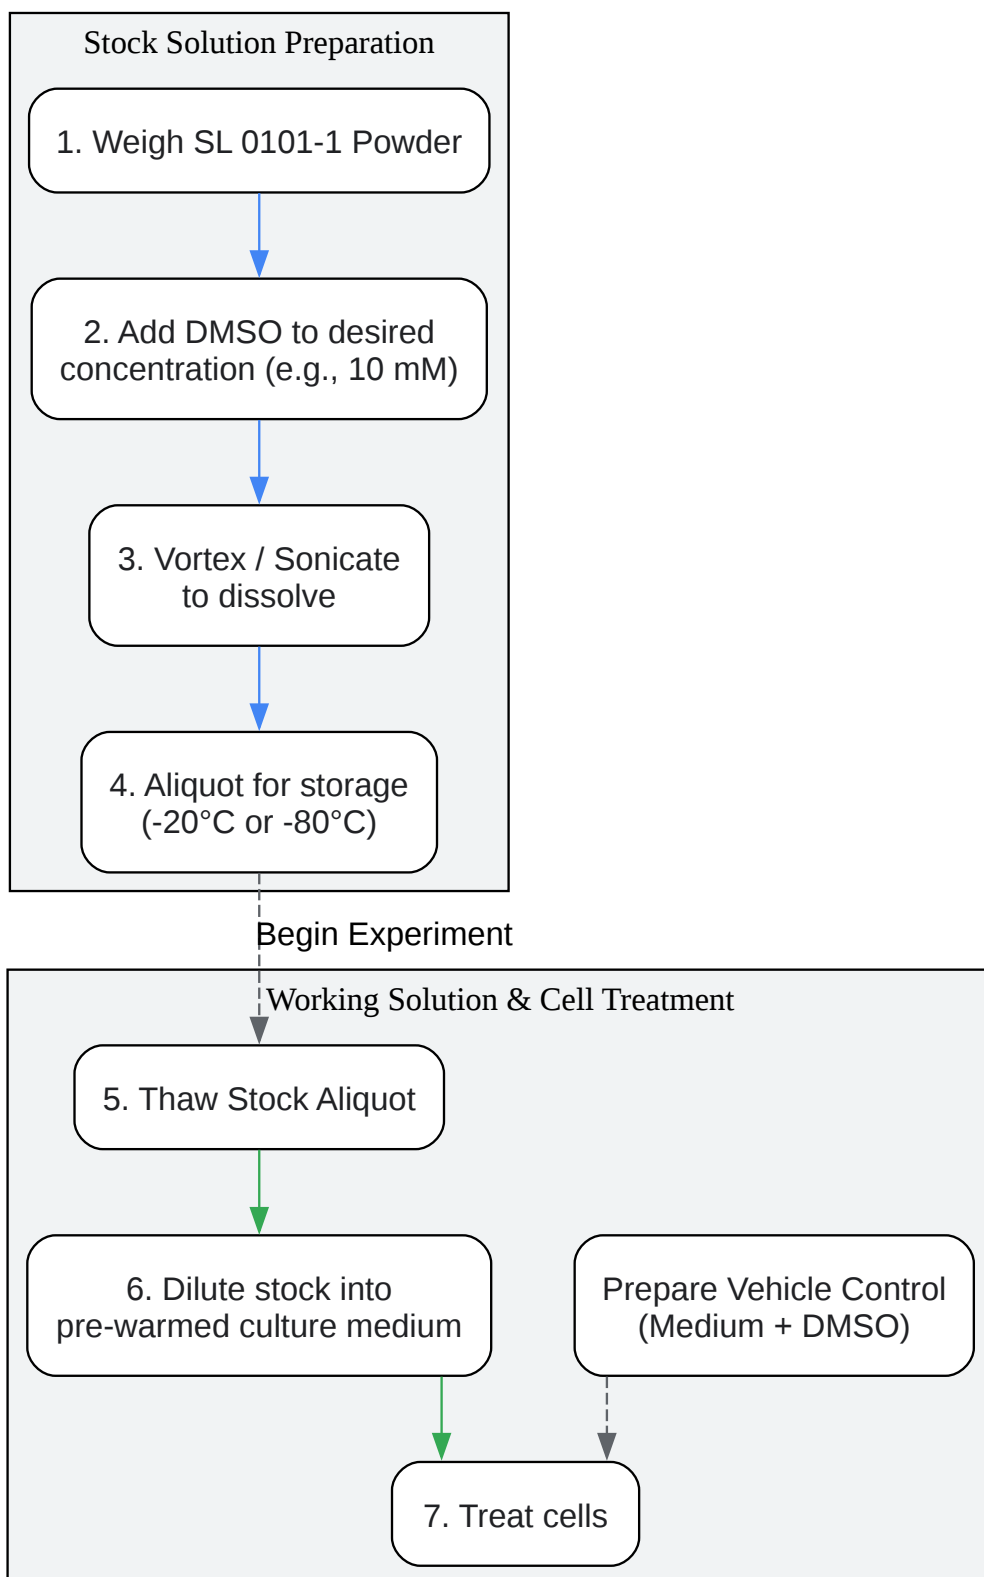 Stock Solution Preparation
1. Weigh SL 0101-1 Powder
2. Add DMSO to desired
concentration (e.g., 10 mM)
3. Vortex / Sonicate
to dissolve
4. Aliquot for storage
(-20°C or -80°C)
Begin Experiment
Working Solution & Cell Treatment
5. Thaw Stock Aliquot
6. Dilute stock into
pre-warmed culture medium
Prepare Vehicle Control
(Medium + DMSO)
7. Treat cells